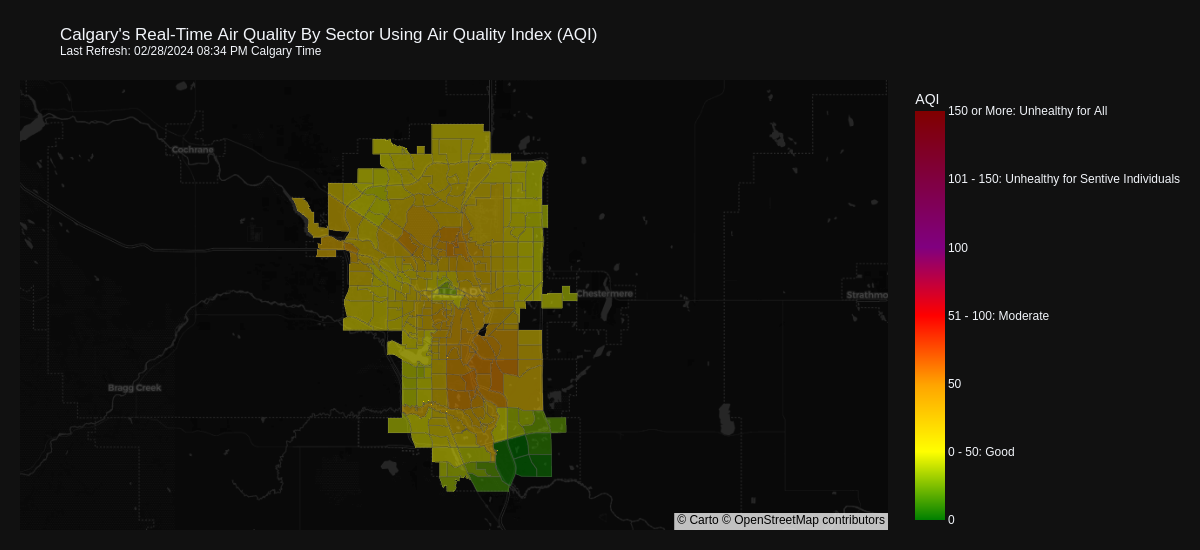 Calgary's Real-Time Air Quality By Sector Using Air Quality Index (AQI)
Last Refresh: 02/28/2024 08:34 PM Calgary Time
AQI
150 or More: Unhealthy for All
Cochrane
101 - 150: Unhealthy for Sentive Individuals
100
CALGARY
Chestermere
Strathmo
51 - 100: Moderate
50
Bragg Creek
0 - 50: Good
0
© Carto © OpenStreetMap contributors